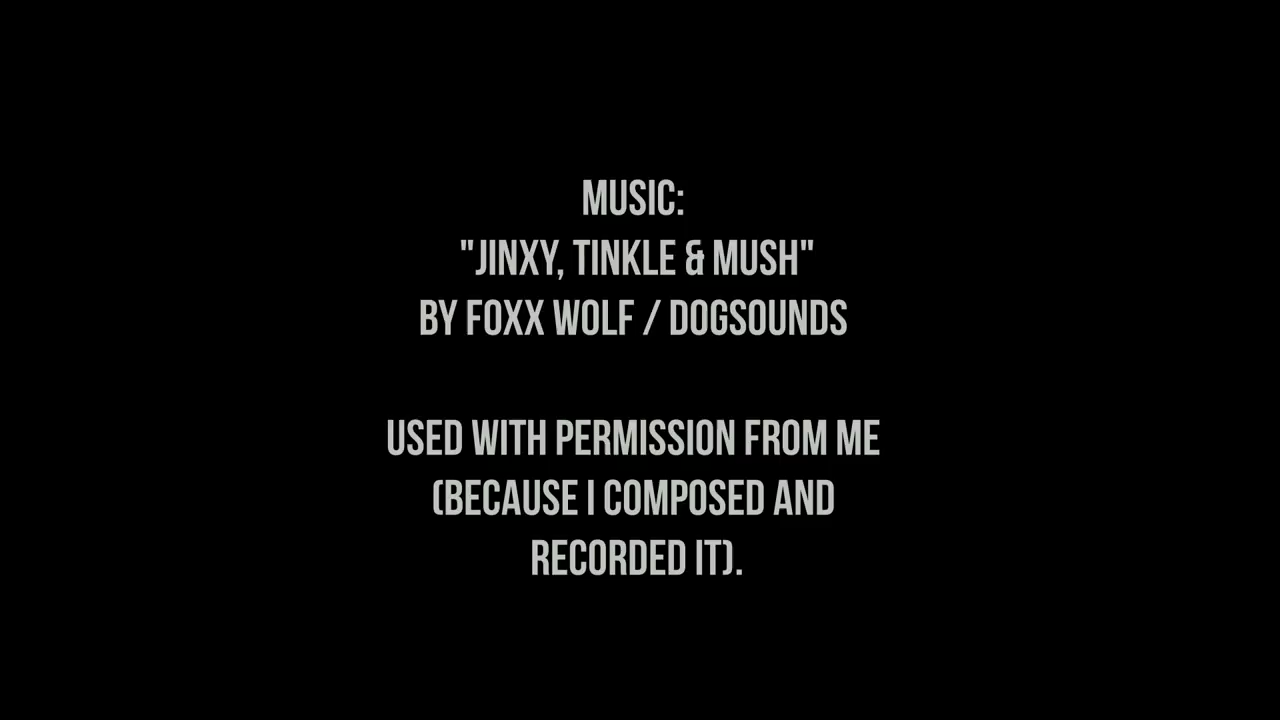 MUSIC:
"JINXY, TINKLE & MUSH"
BY FOXX WOLF / DOGSOUNDS
USED WITH PERMISSION FROM ME
(BECAUSE I COMPOSED AND
RECORDED IT).